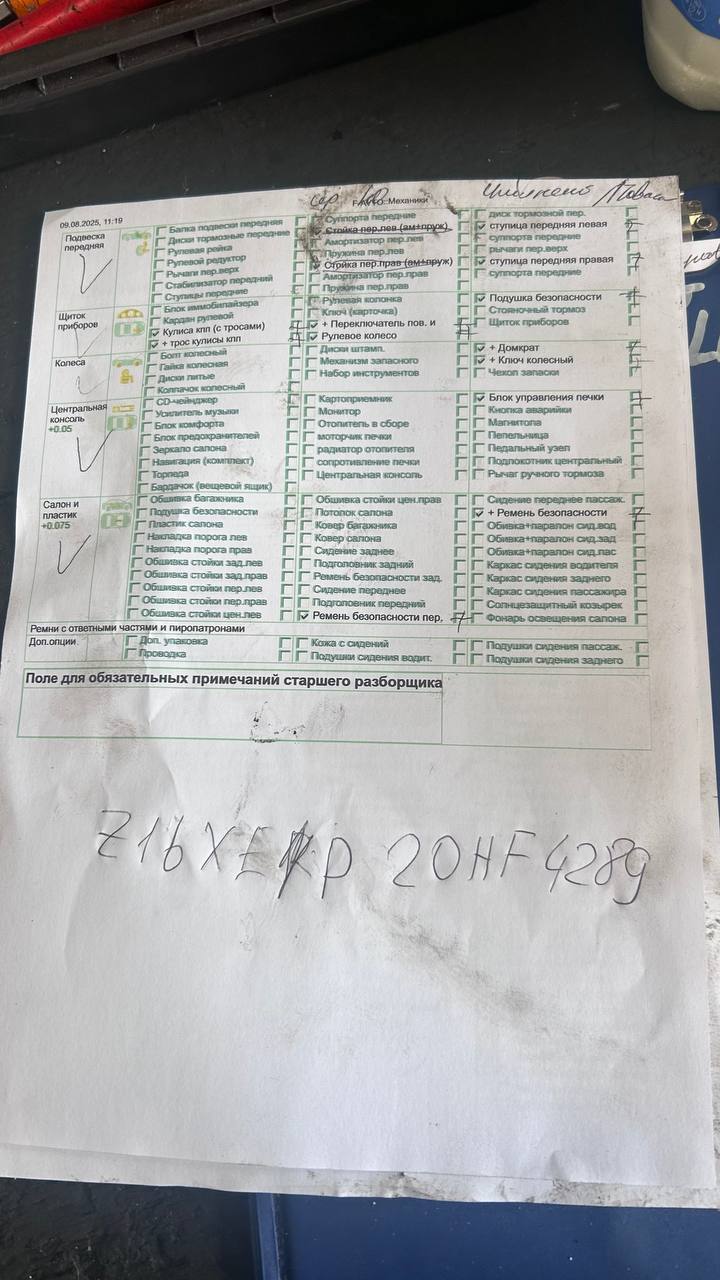 09.08.2025, 11:19
Механики
Подвеска передняя
Балка подвески передняя
Диски тормозные передние
Рулевая рейка
Рулевой редуктор
Рычаги пер.верх
Стабилизатор передний
Ступицы передние
Суппорта передние
Стойка пер.лев (ам+пруж)
Амортизатор пер.лев
Пружина пер.лев
Стойка пер.прав (ам+пруж)
Амортизатор пер.прав
Пружина пер.прав
диск тормозной пер.
ступица передняя левая
суппорты передние
рычаги пер.верх
ступица передняя правая
суппорта передние
Щиток приборов
Блок иммобилайзера
Кардан рулевой
Кулиса кпп (с тросами)
+ трос кулисы кпп
Рулевая колонка
Ключ (карточка)
+ Переключатель пов. и
Рулевое колесо
Подушка безопасности
Стояночный тормоз
Щиток приборов
Колеса
Болт колесный
Гайка колесная
Диски литые
Колпачок колесный
Диски штамп.
Механизм запасного
Набор инструментов
+ Домкрат
+ Ключ колесный
Чехол запаски
Центральная консоль
+0.05
CD-чейнджер
Усилитель музыки
Блок комфорта
Блок предохранителей
Зеркало салона
Навигация (комплект)
Торпеда
Бардачок (вещевой ящик)
Картоприемник
Монитор
Отопитель в сборе
моторчик печки
радиатор отопителя
сопротивление печки
Центральная консоль
Блок управления печки
Кнопка аварийки
Магнитола
Пепельница
Педальный узел
Подлокотник центральный
Рычаг ручного тормоза
Салон и пластик
+0.075
Обшивка багажника
Подушка безопасности
Пластик салона
Накладка порога лев
Накладка порога прав
Обшивка стойки зад.лев
Обшивка стойки зад.прав
Обшивка стойки пер.лев
Обшивка стойки пер.прав
Обшивка стойки цен.лев
Обшивка стойки цен.прав
Потолок салона
Ковер багажника
Ковер салона
Сидение заднее
Подголовник задний
Ремень безопасности зад.
Сидение переднее
Подголовник передний
Ремень безопасности пер.
Сидение переднее пассаж.
+ Ремень безопасности
Обивка+паралон сид.вод
Обивка+паралон сид.зад
Обивка+паралон сид.пас
Каркас сидения водителя
Каркас сидения заднего
Каркас сидения пассажира
Солнцезащитный козырек
Фонарь освещения салона
Ремни с ответными частями и пиропатронами
Доп.опции
Доп. упаковка
Проводка
Кожа с сидений
Подушки сидения водит.
Подушки сидения пассаж.
Подушки сидения заднего
Поле для обязательных примечаний старшего разборщика
Z16XER 20HF4289